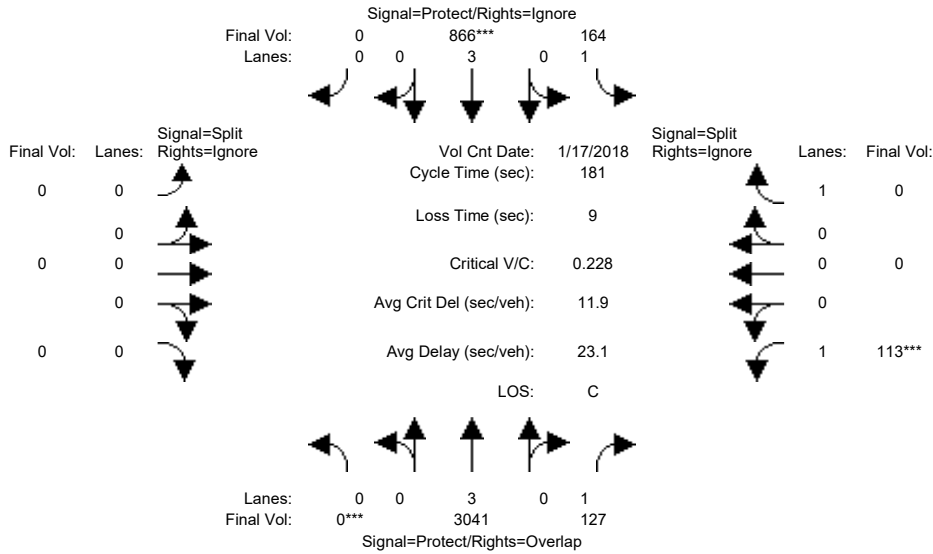 Signal=Protect/Rights=Ignore
Final Vol: 0 866*** 164
Lanes: 0 0 3 0 1
Signal=Split
Final Vol: Lanes: Rights=Ignore
Vol Cnt Date: 1/17/2018
Signal=Split
Rights=Ignore Lanes: Final Vol:
Cycle Time (sec): 181
0 0
1 0
Loss Time (sec): 9
0
0
0 0
Critical V/C: 0.228
0 0
0
Avg Crit Del (sec/veh): 11.9
0
0 0
Avg Delay (sec/veh): 23.1
1 113***
LOS: C
Lanes: 0 0 3 0 1
Final Vol: 0*** 3041 127
Signal=Protect/Rights=Overlap